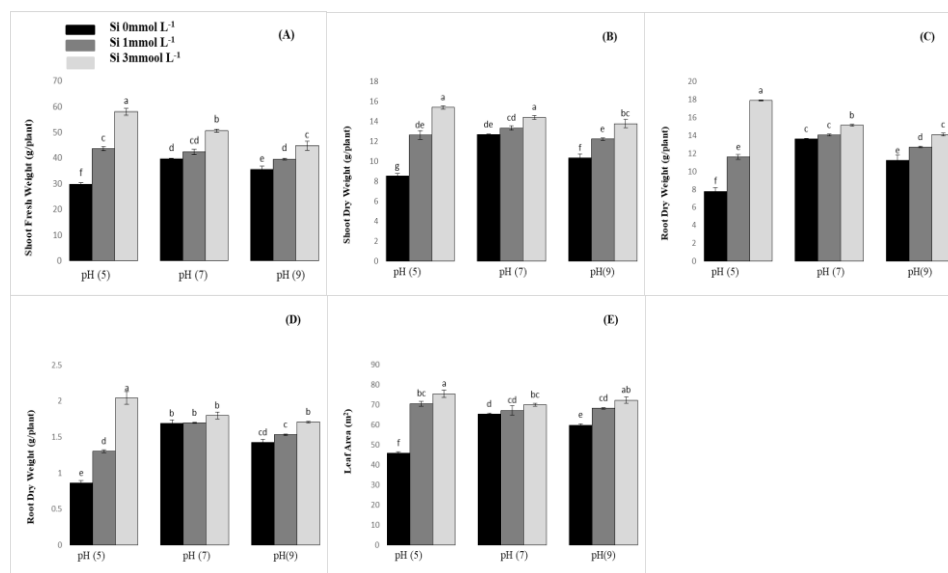 Si 0mmol L⁻¹
Si 1mmol L⁻¹
Si 3mmool L⁻¹
(A)
Shoot Fresh Weight (g/plant)
70
60
50
40
30
20
10
0
f
c
a
d
cd
b
e
d
c
pH (5)
pH (7)
pH (9)
(B)
Shoot Dry Weight (g/plant)
18
16
14
12
10
8
6
4
2
0
g
de
a
de
cd
a
f
e
bc
pH (5)
pH (7)
pH(9)
(C)
Root Dry Weight (g/plant)
20
18
16
14
12
10
8
6
4
2
0
f
e
a
c
c
b
e
d
c
pH (5)
pH (7)
pH(9)
(D)
Root Dry Weight (g/plant)
2.5
2
1.5
1
0.5
0
e
d
a
b
b
b
cd
c
b
pH (5)
pH (7)
pH(9)
(E)
Leaf Area (m²)
90
80
70
60
50
40
30
20
10
0
f
bc
a
d
cd
bc
e
cd
ab
pH (5)
pH (7)
pH(9)